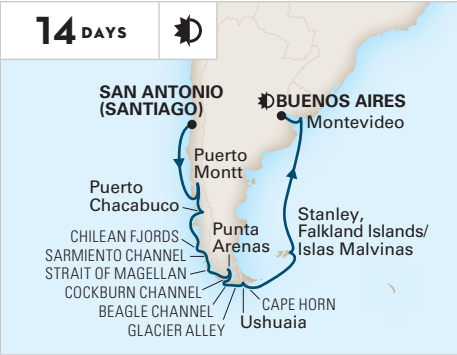 14 DAYS
SAN ANTONIO
(SANTIAGO)
BUENOS AIRES
Montevideo
Puerto
Montt
Puerto
Chacabuco
Punta
Arenas
Stanley,
Falkland Islands/
Islas Malvinas
CHILEAN FJORDS
SARMIENTO CHANNEL
STRAIT OF MAGELLAN
COCKBURN CHANNEL
BEAGLE CHANNEL
GLACIER ALLEY
CAPE HORN
Ushuaia